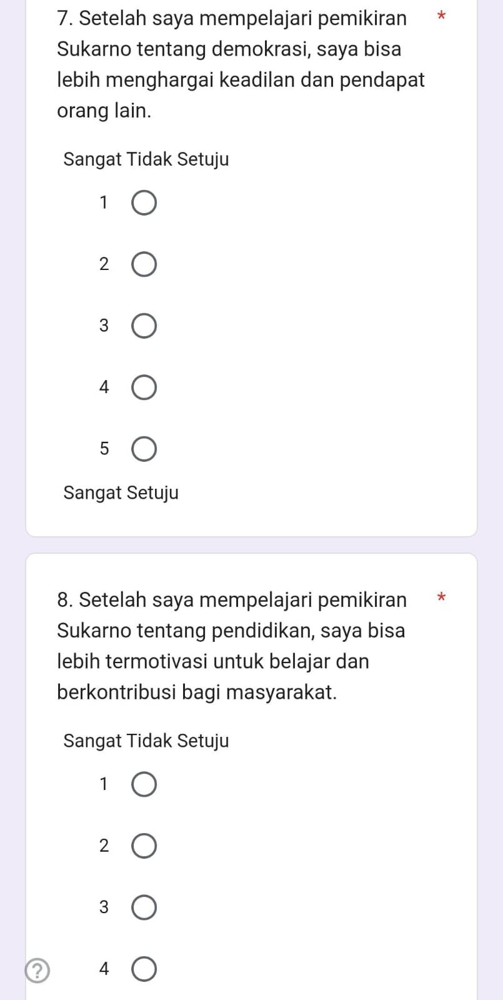 7. Setelah saya mempelajari pemikiran *
Sukarno tentang demokrasi, saya bisa
lebih menghargai keadilan dan pendapat
orang lain.
Sangat Tidak Setuju
1
2
3
4
5
Sangat Setuju
8. Setelah saya mempelajari pemikiran *
Sukarno tentang pendidikan, saya bisa
lebih termotivasi untuk belajar dan
berkontribusi bagi masyarakat.
Sangat Tidak Setuju
1
2
3
? 4